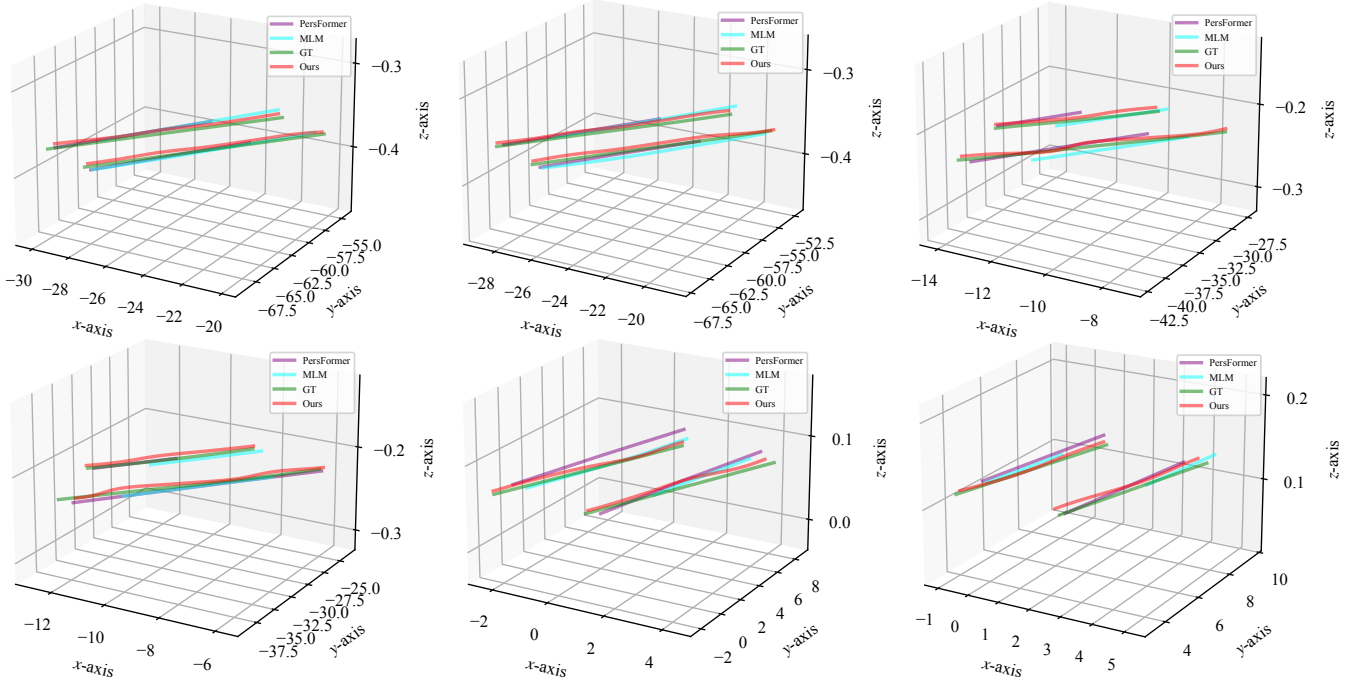 PersFormer
MLM
GT
Ours
−0.3
−0.4
z-axis
−55.0
−57.5
−60.0
−62.5
−65.0
−67.5
y-axis
−30
−28
−26
−24
−22
−20
x-axis
PersFormer
MLM
GT
Ours
−0.3
−0.4
z-axis
−52.5
−55.0
−57.5
−60.0
−62.5
−65.0
−67.5
y-axis
−28
−26
−24
−22
−20
x-axis
PersFormer
MLM
GT
Ours
−0.2
−0.3
z-axis
−27.5
−30.0
−32.5
−35.0
−37.5
−40.0
−42.5
y-axis
−14
−12
−10
−8
x-axis
PersFormer
MLM
GT
Ours
−0.2
−0.3
z-axis
−25.0
−27.5
−30.0
−32.5
−35.0
−37.5
y-axis
−12
−10
−8
−6
x-axis
PersFormer
MLM
GT
Ours
0.1
0.0
z-axis
8
6
4
2
0
−2
y-axis
−2
0
2
4
x-axis
PersFormer
MLM
GT
Ours
0.2
0.1
z-axis
10
8
6
4
y-axis
−1
0
1
2
3
4
5
x-axis